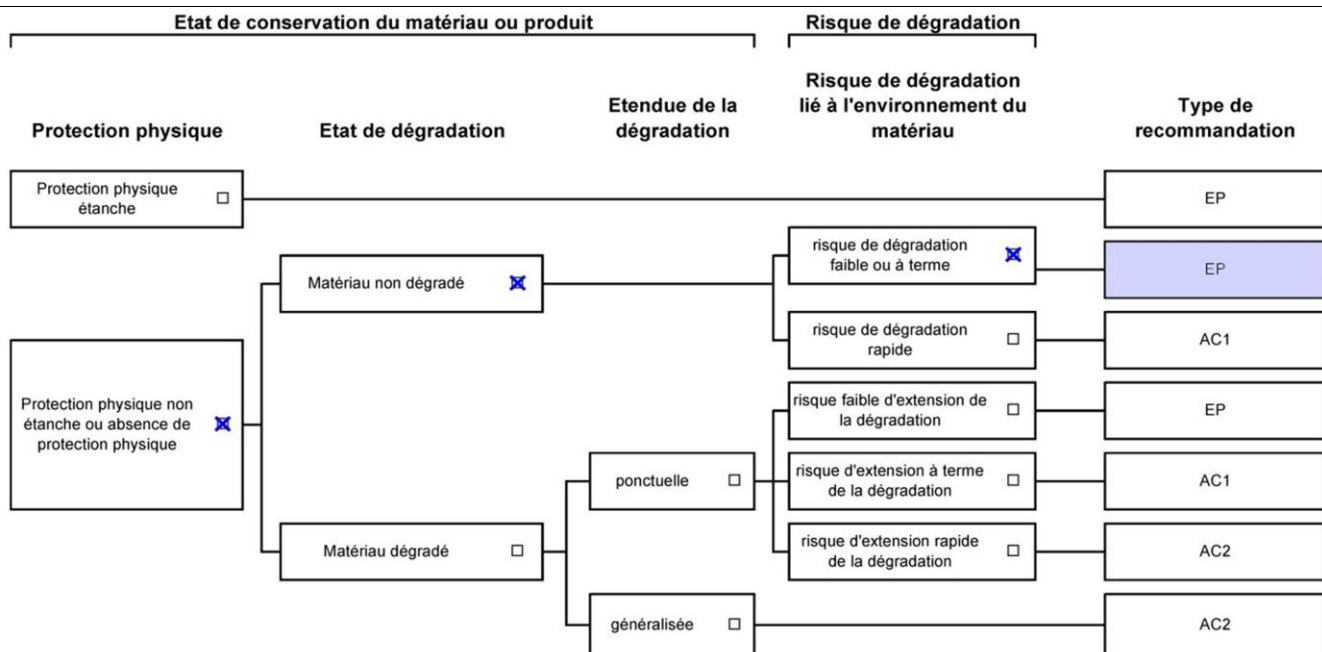 Etat de conservation du matériau ou produit
Risque de dégradation
Protection physique
Etat de dégradation
Etendue de la
dégradation
Risque de dégradation
lié à l'environnement du
matériau
Type de
recommandation
Protection physique
étanche
EP
Matériau non dégradé
risque de dégradation
faible ou à terme
EP
risque de dégradation
rapide
AC1
Protection physique non
étanche ou absence de
protection physique
risque faible d'extension de
la dégradation
EP
ponctuelle
risque d'extension à terme
de la dégradation
AC1
Matériau dégradé
risque d'extension rapide
de la dégradation
AC2
généralisée
AC2